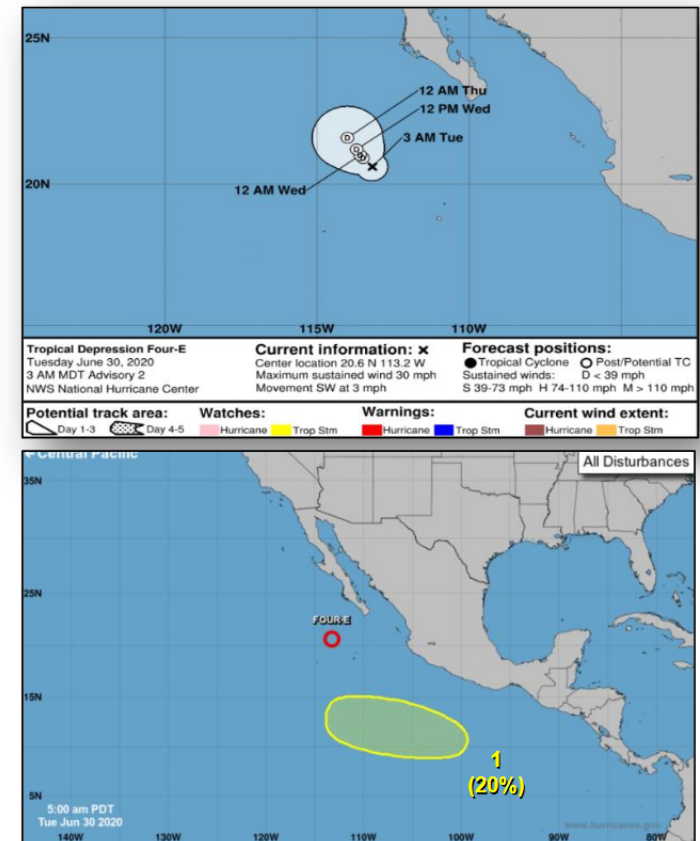 25N
12 AM Thu
12 PM Wed
3 AM Tue
20N
12 AM Wed
120W 115W 110W
Tropical Depression Four-E
Tuesday June 30, 2020
3 AM MDT Advisory 2
NWS National Hurricane Center
Current information: x
Center location 20.6 N 113.2 W
Maximum sustained wind 30 mph
Movement SW at 3 mph
Forecast positions:
Tropical Cyclone Post/Potential TC
Sustained winds: D < 39 mph
S 39-73 mph H 74-110 mph M > 110 mph
Potential track area:
Day 1-3 Day 4-5
Watches:
Hurricane Trop Stm
Warnings:
Hurricane Trop Stm
Current wind extent:
Hurricane Trop Stm
Central Pacific
All Disturbances
35N
25N
FOUR-E
15N
1
(20%)
5N
5:00 am PDT
Tue Jun 30 2020
www.hurricanes.gov
140W 130W 120W 110W 100W 90W 80W